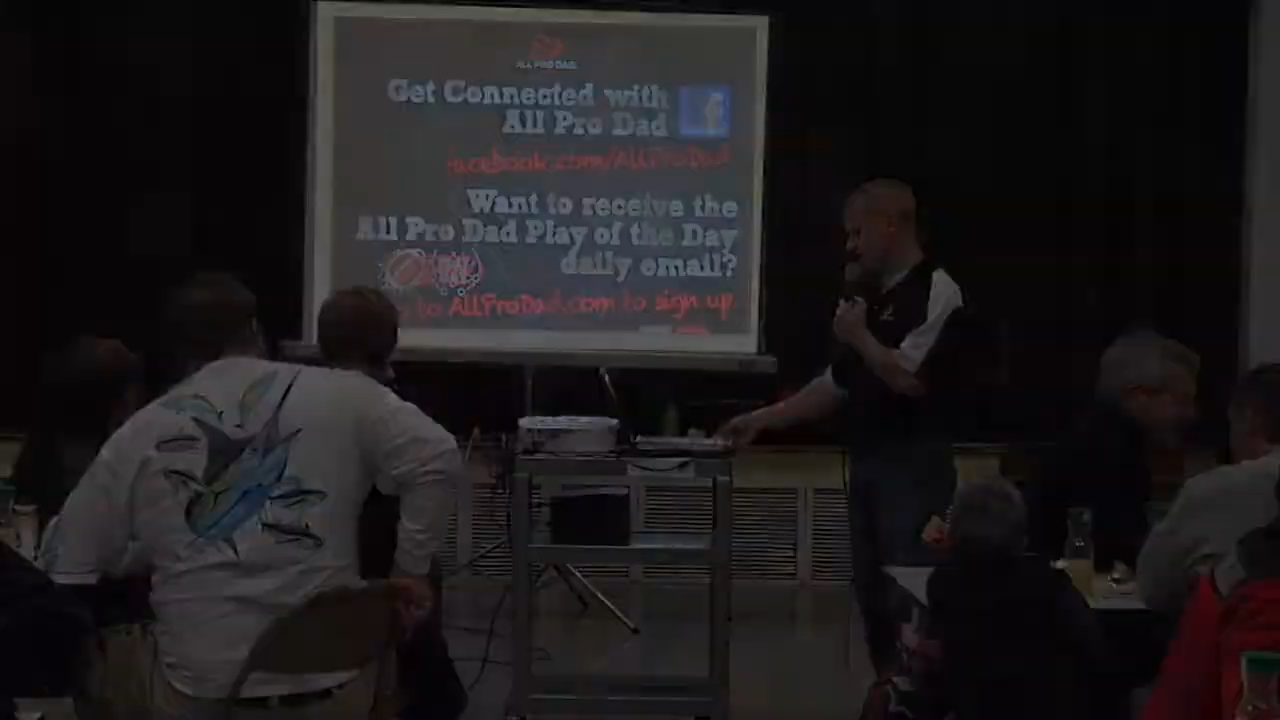 ALL PRO DAD
Get Connected with
All Pro Dad
facebook.com/AllProDad
Want to receive the
All Pro Dad Play of the Day
daily email?
to AllProDad.com to sign up.